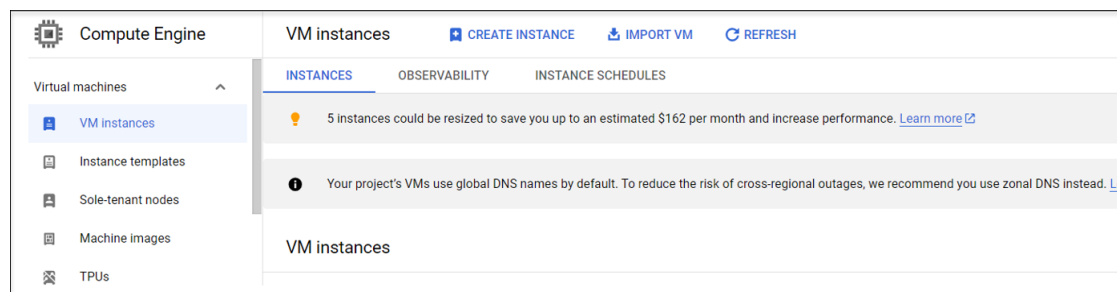 Compute Engine
VM instances
CREATE INSTANCE
IMPORT VM
REFRESH
Virtual machines
VM instances
Instance templates
Sole-tenant nodes
Machine images
TPUs
INSTANCES
OBSERVABILITY
INSTANCE SCHEDULES
5 instances could be resized to save you up to an estimated $162 per month and increase performance. Learn more
Your project's VMs use global DNS names by default. To reduce the risk of cross-regional outages, we recommend you use zonal DNS instead.
VM instances